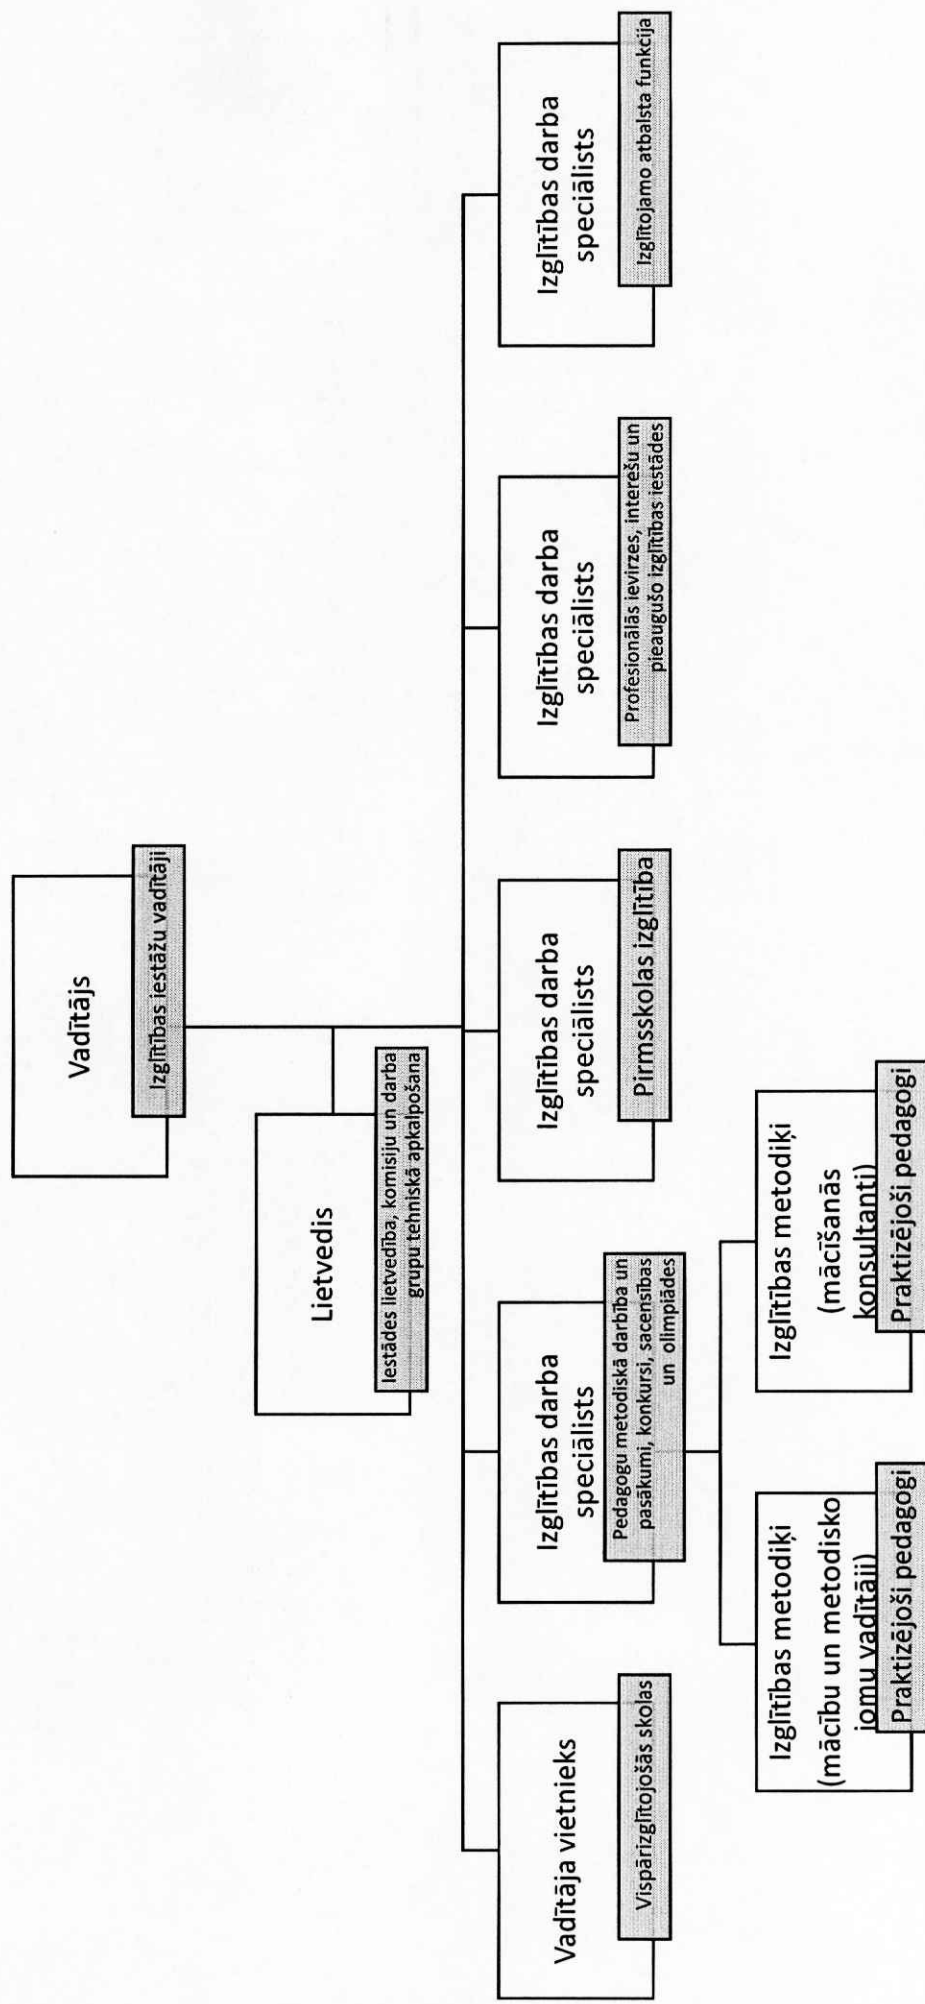 Vadītājs
Izglītības iestāžu vadītāji
Lietvedis
Iestādes lietvedība, komisiju un darba
grupu tehniskā apkalpošana
Vadītāja vietnieks
Vispārizglītojošās skolas
Izglītības darba
speciālists
Pedagogu metodiskā darbība un
pasākumi, konkursi, sacensības
un olimpiādes
Izglītības darba
speciālists
Pirmsskolas izglītība
Izglītības darba
speciālists
Profesionālās ievirzes, interešu un
pieaugušo izglītības iestādes
Izglītības darba
speciālists
Izglītojamo atbalsta funkcija
Izglītības metodiķi
(mācību un metodisko
jomu vadītāji)
Praktizējoši pedagogi
Izglītības metodiķi
(mācīšanās
konsultanti)
Praktizējoši pedagogi